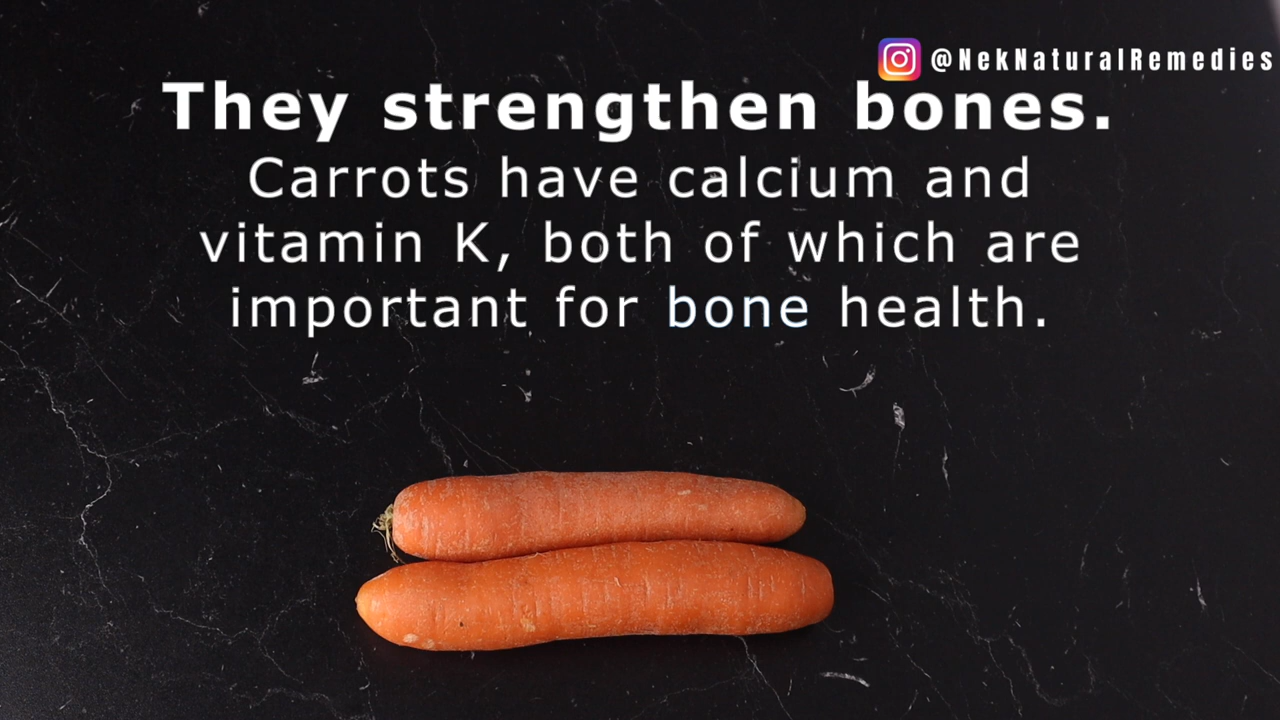 @NekNaturalRemedies
They strengthen bones.
Carrots have calcium and
vitamin K, both of which are
important for bone health.